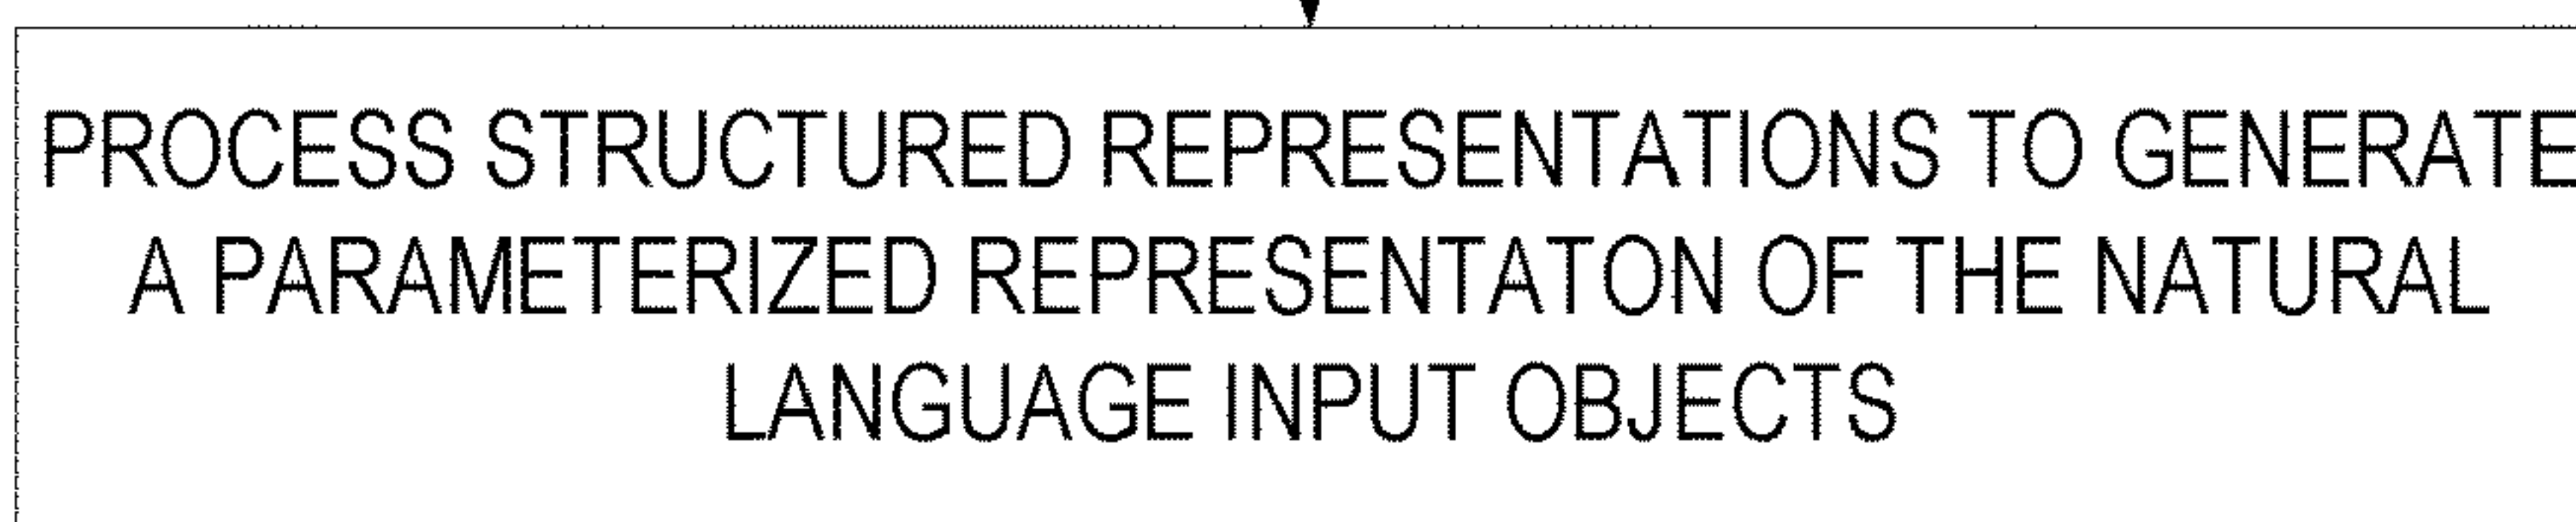 PROCESS STRUCTURED REPRESENTATIONS TO GENERATE
A PARAMETERIZED REPRESENTATON OF THE NATURAL
LANGUAGE INPUT OBJECTS